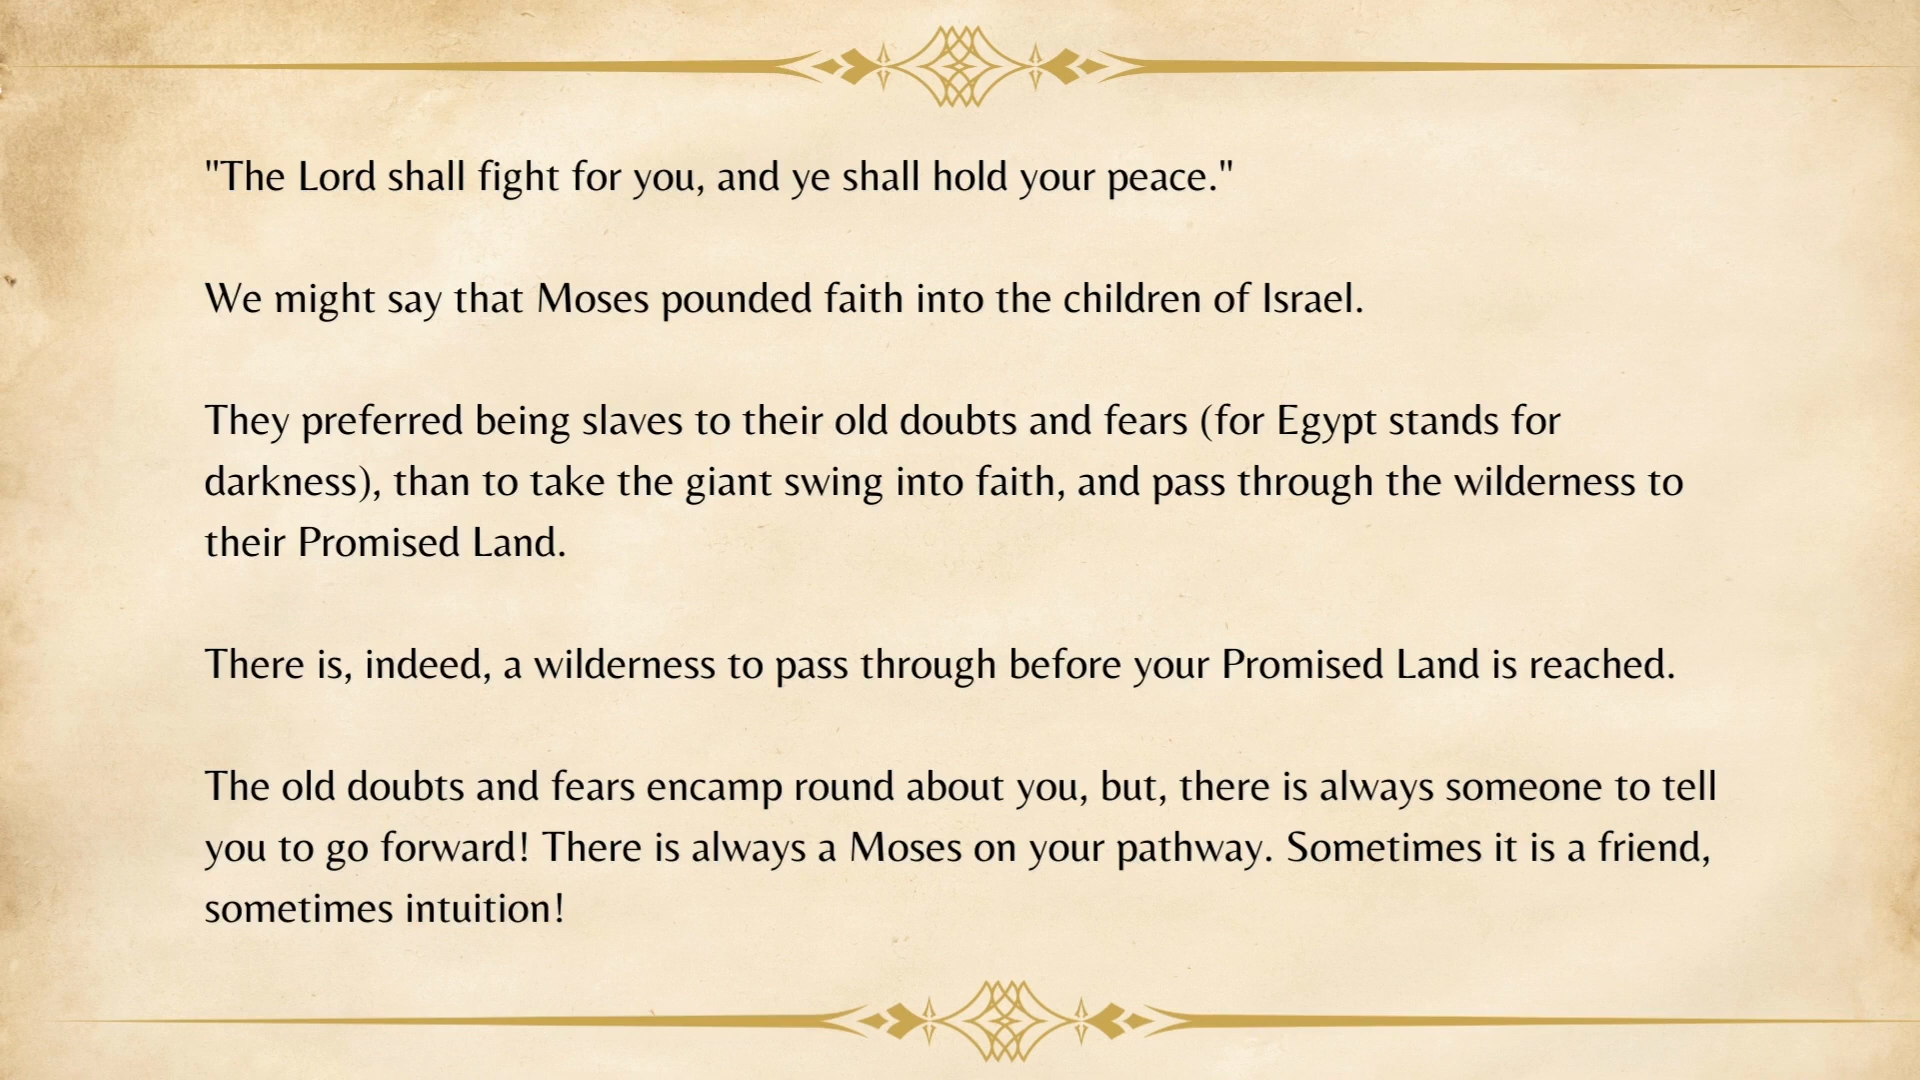 "The Lord shall fight for you, and ye shall hold your peace."
We might say that Moses pounded faith into the children of Israel.
They preferred being slaves to their old doubts and fears (for Egypt stands for
darkness), than to take the giant swing into faith, and pass through the wilderness to
their Promised Land.
There is, indeed, a wilderness to pass through before your Promised Land is reached.
The old doubts and fears encamp round about you, but, there is always someone to tell
you to go forward! There is always a Moses on your pathway. Sometimes it is a friend,
sometimes intuition!